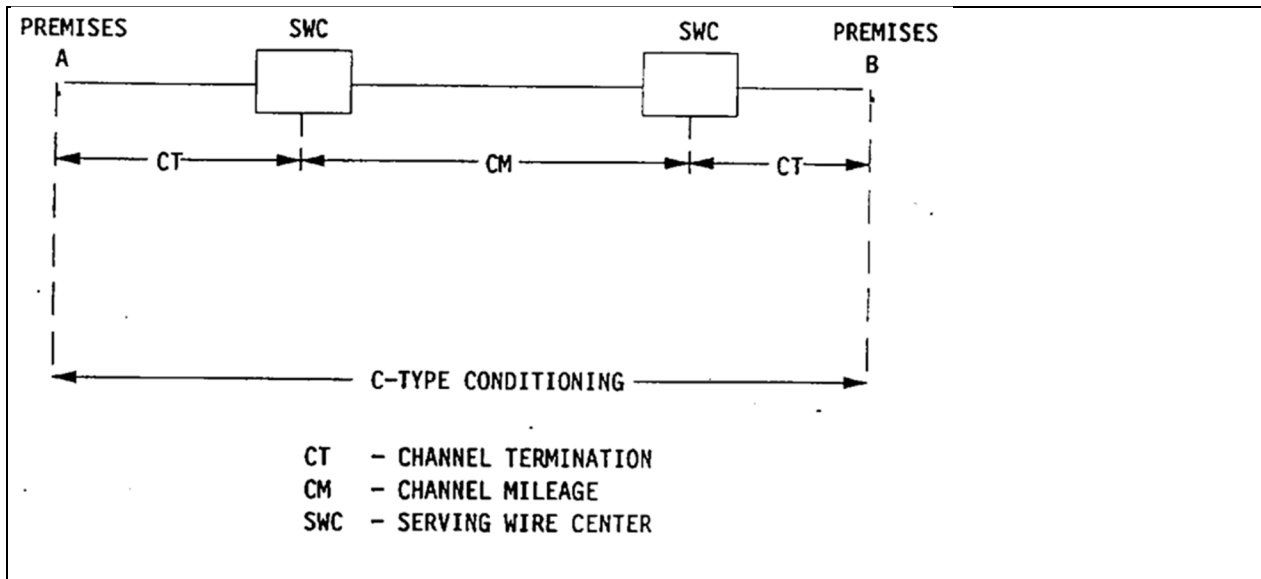 PREMISES SWC SWC PREMISES
A B
CT CM CT
C-TYPE CONDITIONING
CT - CHANNEL TERMINATION
CM - CHANNEL MILEAGE
SWC - SERVING WIRE CENTER